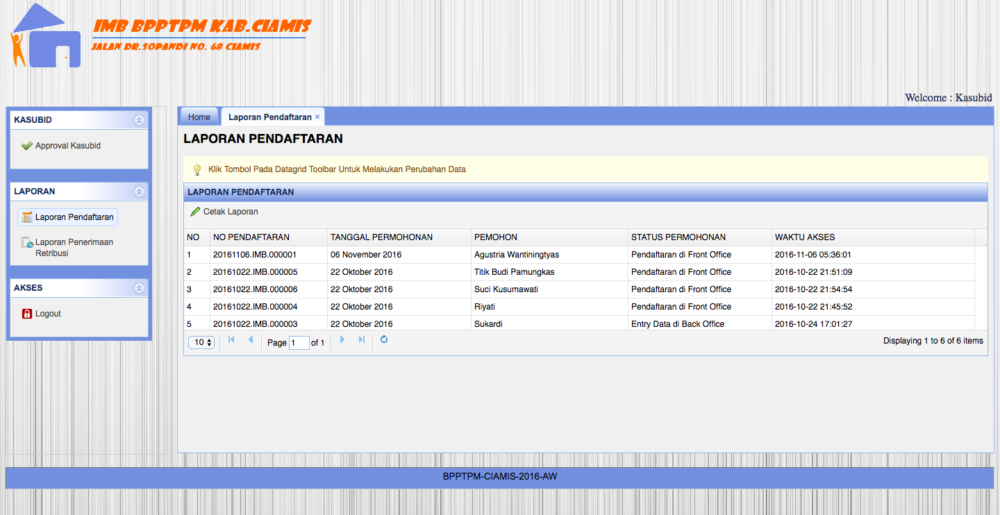 IMB BPPTPM KAB.CIAMIS
JALAN DR.SOPANDI NO. 68 CIAMIS
Welcome : Kasubid
KASUBID
Approval Kasubid
LAPORAN
Laporan Pendaftaran
Laporan Penerimaan
Retribusi
AKSES
Logout
Home
Laporan Pendaftaran ×
LAPORAN PENDAFTARAN
Klik Tombol Pada Datagrid Toolbar Untuk Melakukan Perubahan Data
LAPORAN PENDAFTARAN
Cetak Laporan
NO NO PENDAFTARAN TANGGAL PERMOHONAN PEMOHON STATUS PERMOHONAN WAKTU AKSES
1 20161106.IMB.000001 06 November 2016 Agustria Wantiningtyas Pendaftaran di Front Office 2016-11-06 05:36:01
2 20161022.IMB.000005 22 Oktober 2016 Titik Budi Pamungkas Pendaftaran di Front Office 2016-10-22 21:51:09
3 20161022.IMB.000006 22 Oktober 2016 Suci Kusumawati Pendaftaran di Front Office 2016-10-22 21:54:54
4 20161022.IMB.000004 22 Oktober 2016 Riyati Pendaftaran di Front Office 2016-10-22 21:45:52
5 20161022.IMB.000003 22 Oktober 2016 Sukardi Entry Data di Back Office 2016-10-24 17:01:27
10 Page 1 of 1 Displaying 1 to 6 of 6 items
BPPTPM-CIAMIS-2016-AW